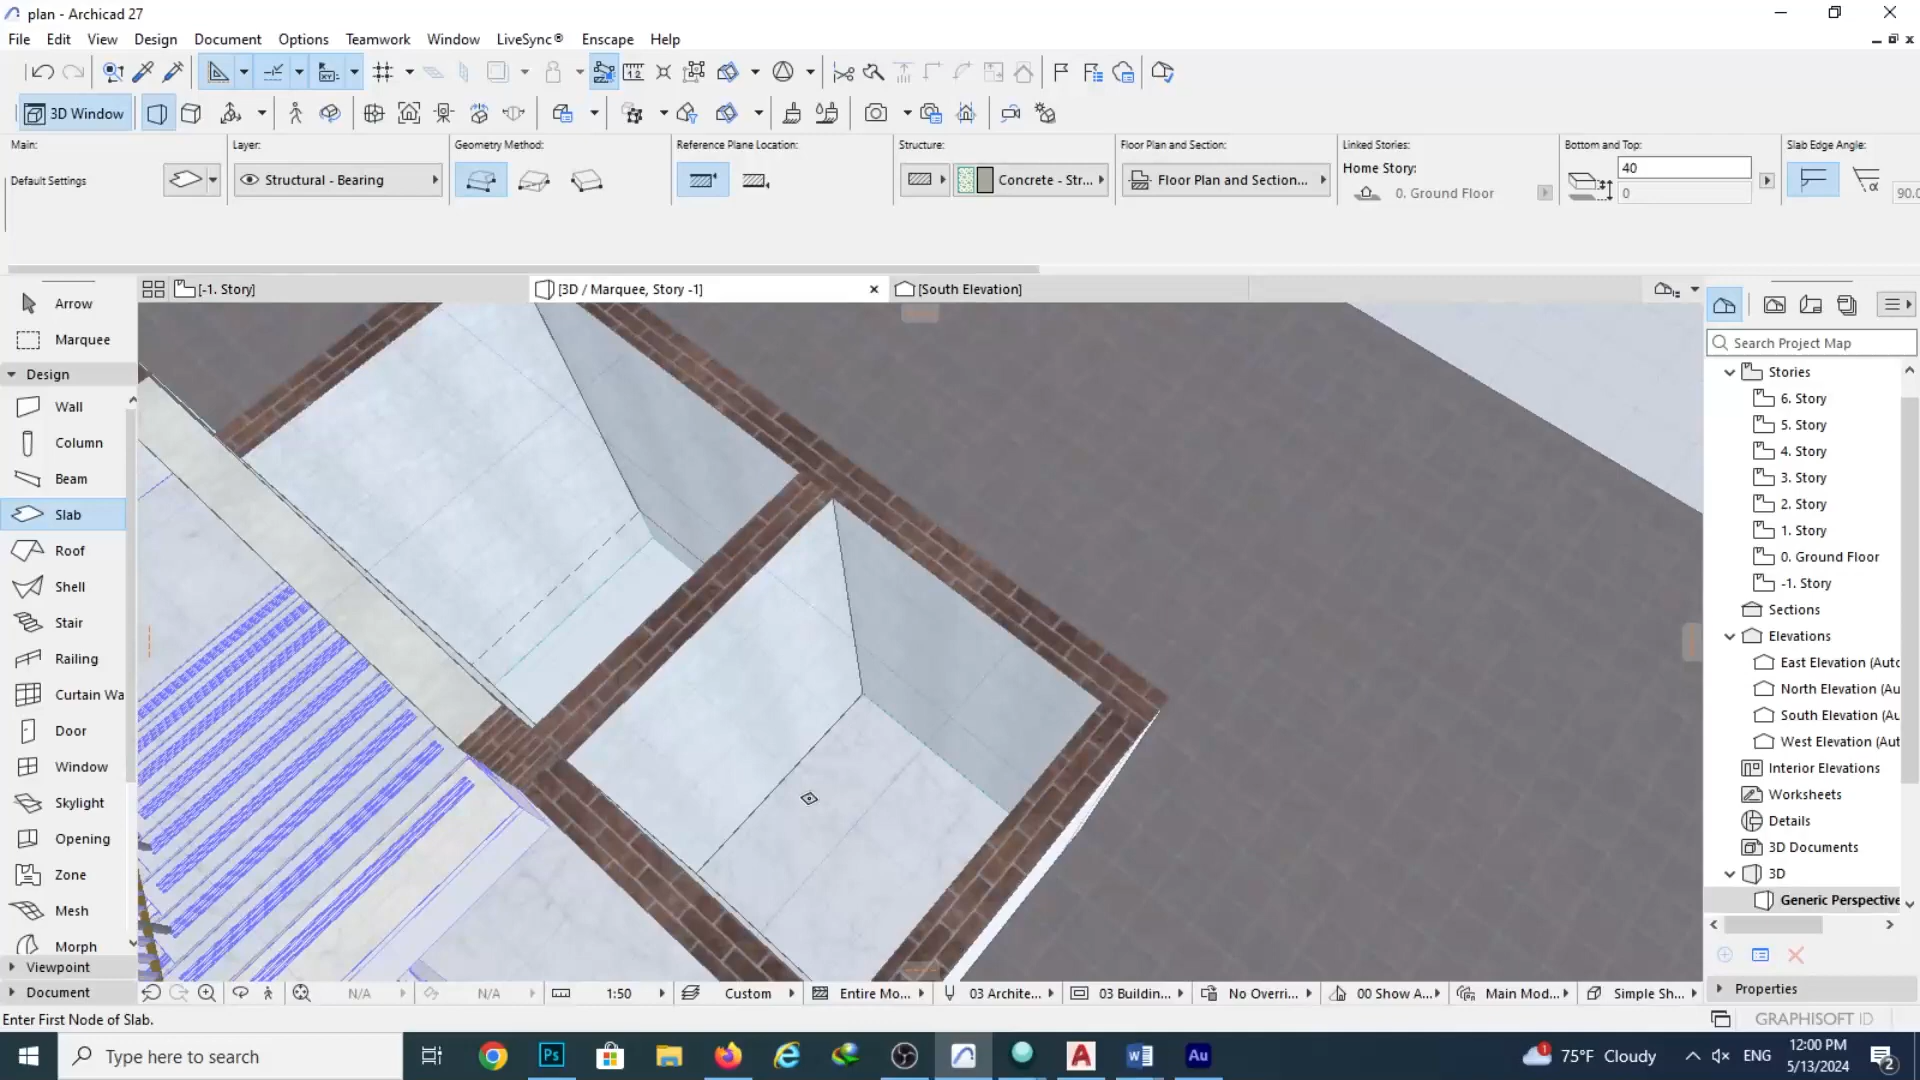 plan - Archicad 27
File Edit View Design Document Options Teamwork Window LiveSync® Enscape Help
3D Window
Main: Layer: Geometry Method: Reference Plane Location: Structure: Floor Plan and Section: Linked Stories: Bottom and Top: Slab Edge Angle:
Default Settings Structural - Bearing Concrete - Str... Floor Plan and Section... Home Story: 40
0. Ground Floor 0 90.0
[-1. Story] [3D / Marquee, Story -1] [South Elevation]
Arrow
Marquee
Design
Wall
Column
Beam
Slab
Roof
Shell
Stair
Railing
Curtain Wa
Door
Window
Skylight
Opening
Zone
Mesh
Morph
Viewpoint
Document
Search Project Map
Stories
6. Story
5. Story
4. Story
3. Story
2. Story
1. Story
0. Ground Floor
-1. Story
Sections
Elevations
East Elevation (Auto
North Elevation (Au
South Elevation (Au
West Elevation (Aut
Interior Elevations
Worksheets
Details
3D Documents
3D
Generic Perspective
Properties
N/A N/A 1:50 Custom Entire Mo... 03 Archite... 03 Buildin... No Overri... 00 Show A... Main Mod... Simple Sh...
Enter First Node of Slab.
GRAPHISOFT ID
Type here to search
Ps
Au
1
75°F Cloudy
ENG
12:00 PM
5/13/2024
2